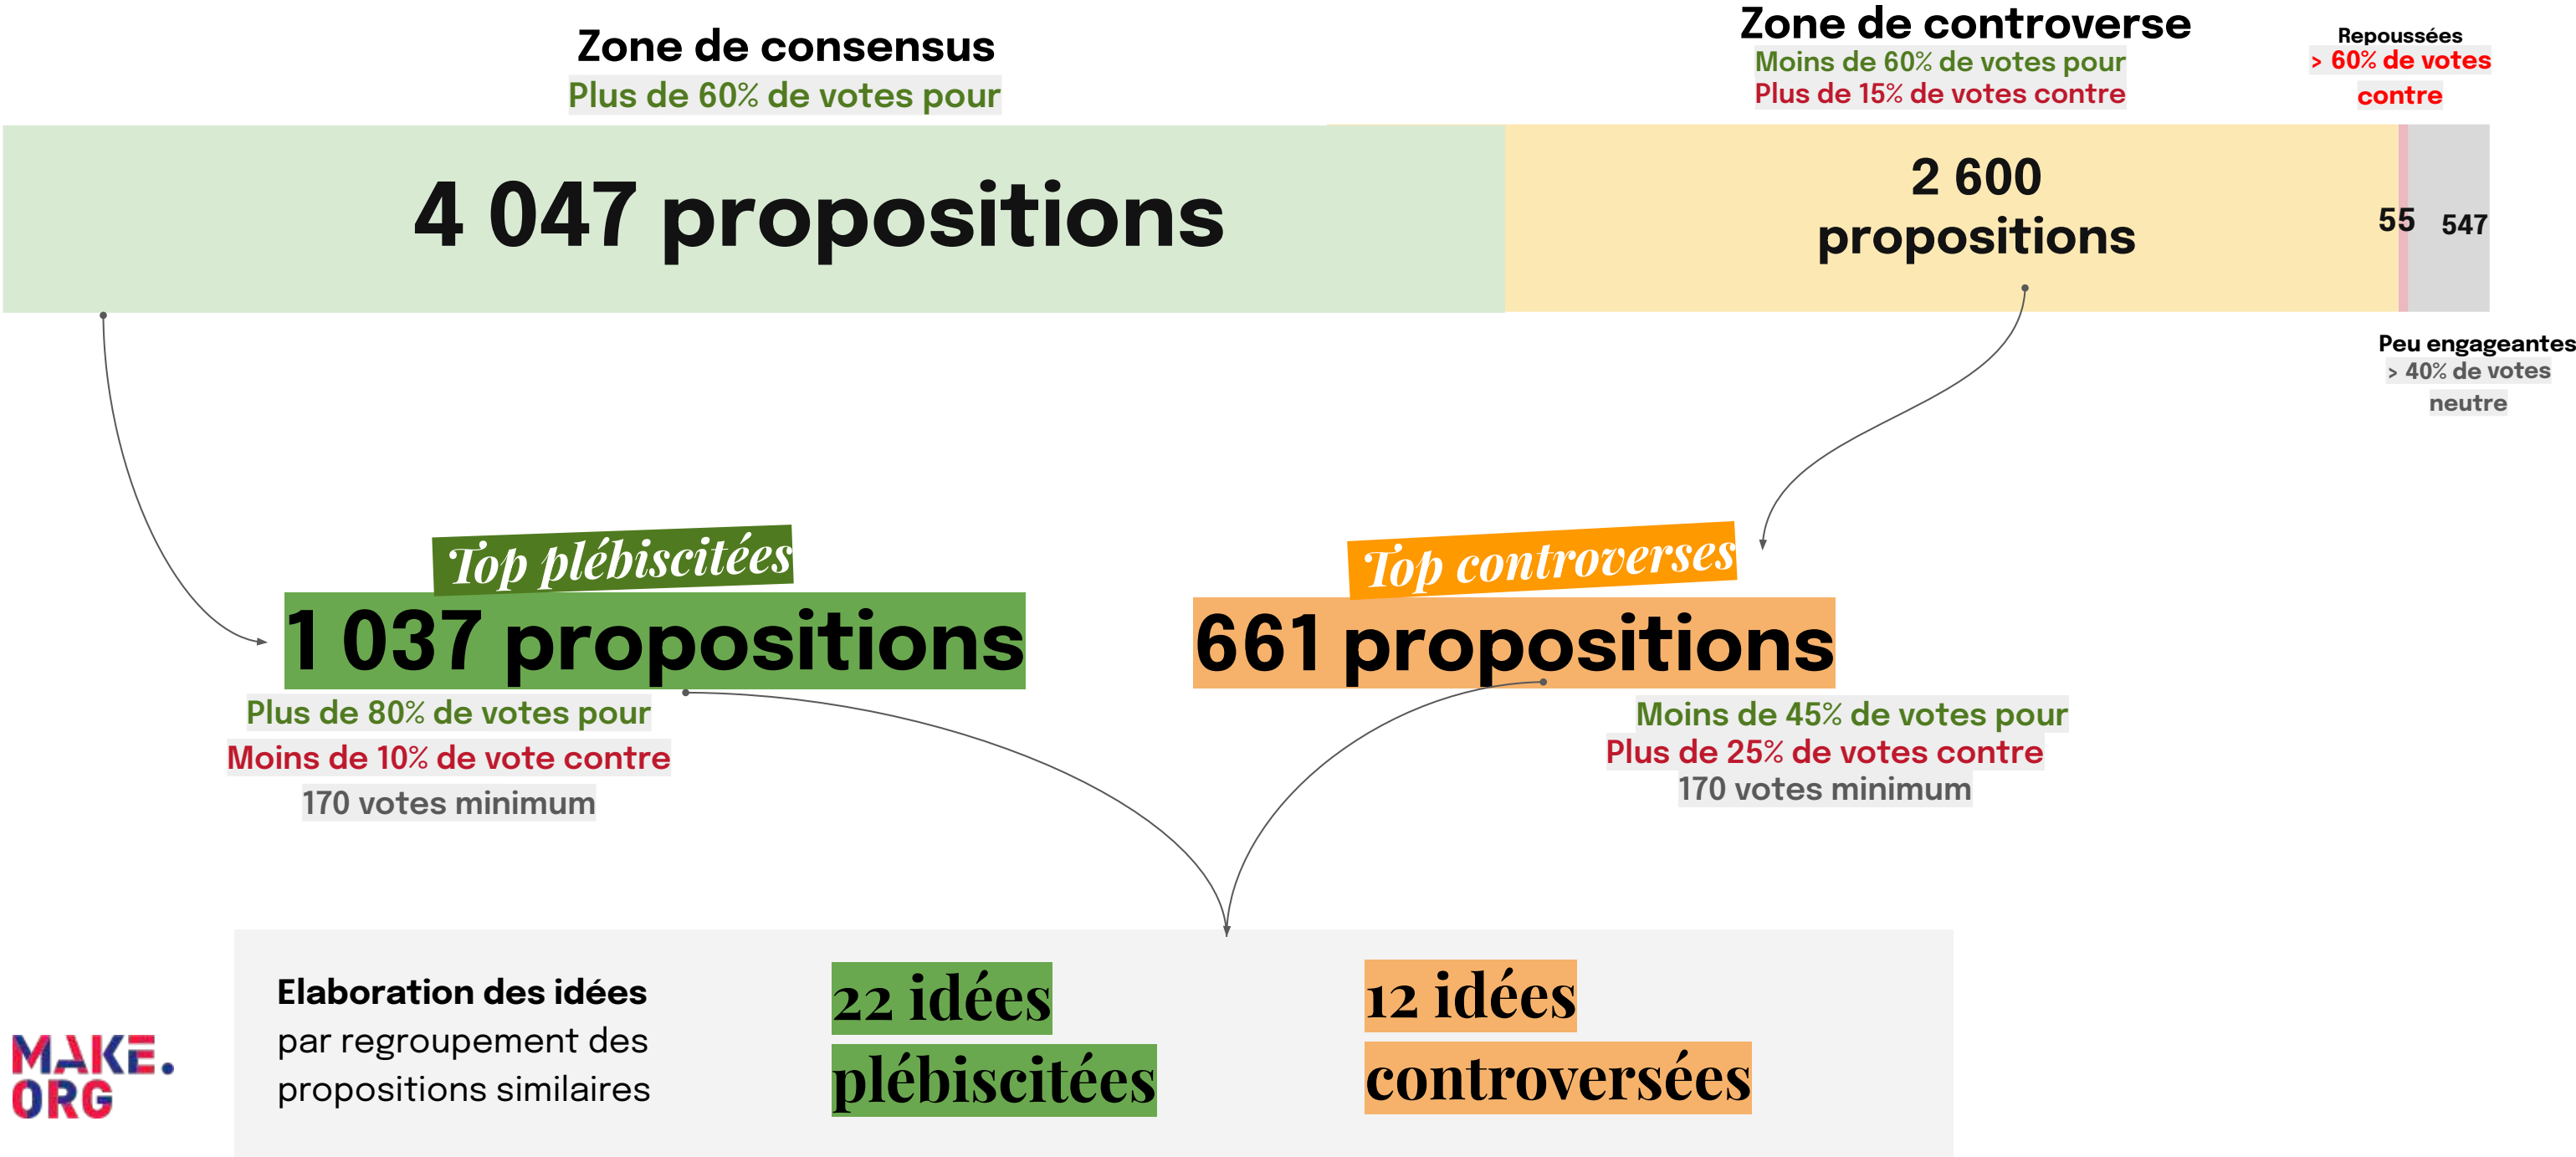 Zone de consensus
Plus de 60% de votes pour
Zone de controverse
Moins de 60% de votes pour
Plus de 15% de votes contre
Repoussées
> 60% de votes
contre
4 047 propositions
2 600
propositions
55
547
Peu engageantes
> 40% de votes
neutre
Top plébiscitées
1 037 propositions
Plus de 80% de votes pour
Moins de 10% de vote contre
170 votes minimum
Top controverses
661 propositions
Moins de 45% de votes pour
Plus de 25% de votes contre
170 votes minimum
Elaboration des idées
par regroupement des
propositions similaires
22 idées
plébiscitées
12 idées
controversées
MAKE.
ORG